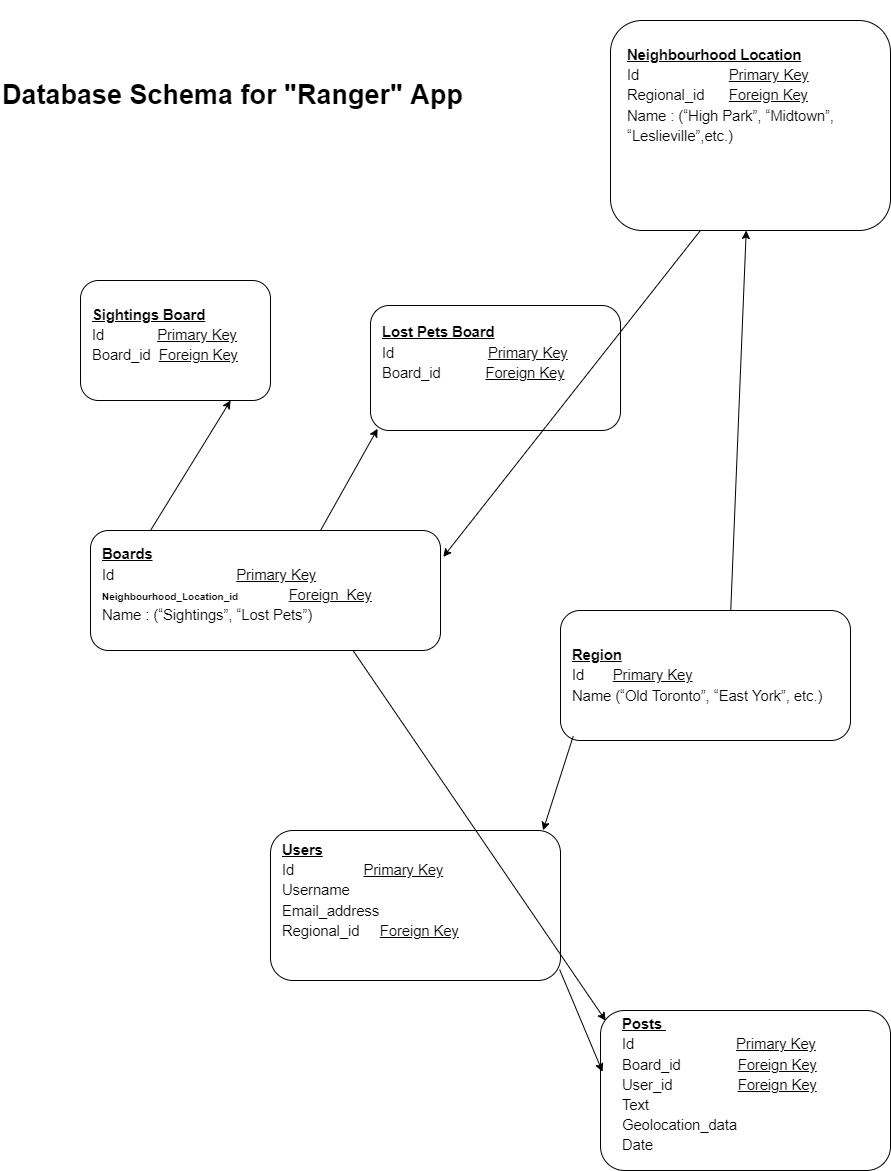 Database Schema for "Ranger" App
Neighbourhood Location
Id Primary Key
Regional_id Foreign Key
Name : (“High Park”, “Midtown”,
“Leslieville”,etc.)
Sightings Board
Id Primary Key
Board_id Foreign Key
Lost Pets Board
Id Primary Key
Board_id Foreign Key
Boards
Id Primary Key
Neighbourhood_Location_id Foreign Key
Name : (“Sightings”, “Lost Pets”)
Region
Id Primary Key
Name (“Old Toronto”, “East York”, etc.)
Users
Id Primary Key
Username
Email_address
Regional_id Foreign Key
Posts
Id Primary Key
Board_id Foreign Key
User_id Foreign Key
Text
Geolocation_data
Date